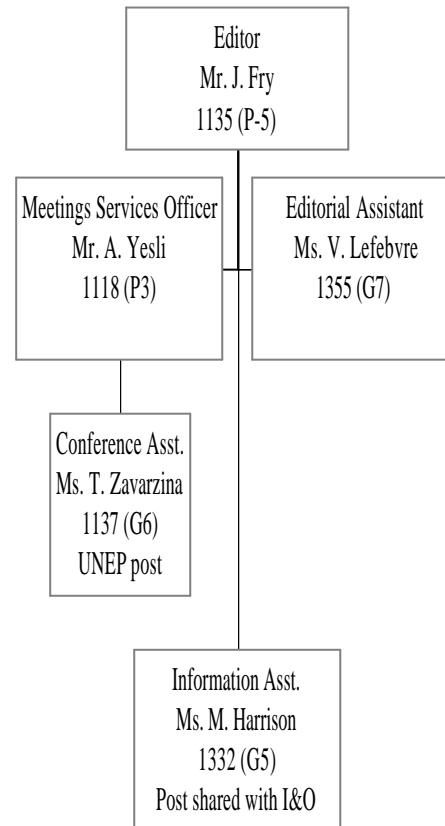 Editor
Mr. J. Fry
1135 (P-5)
Meetings Services Officer
Mr. A. Yesli
1118 (P3)
Editorial Assistant
Ms. V. Lefebvre
1355 (G7)
Conference Asst.
Ms. T. Zavarzina
1137 (G6)
UNEP post
Information Asst.
Ms. M. Harrison
1332 (G5)
Post shared with I&O